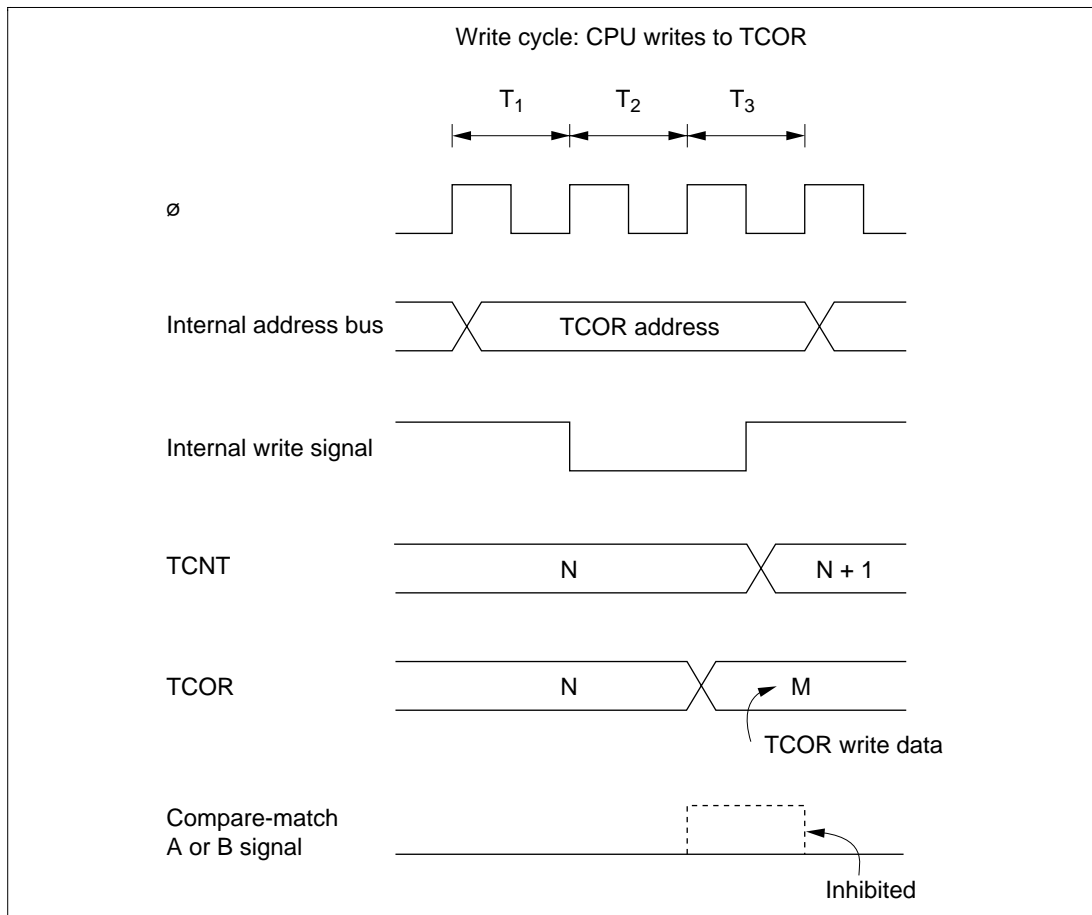 Write cycle: CPU writes to TCOR
T1 T2 T3
ø
Internal address bus
TCOR address
Internal write signal
TCNT
N
N + 1
TCOR
N
M
TCOR write data
Compare-match
A or B signal
Inhibited